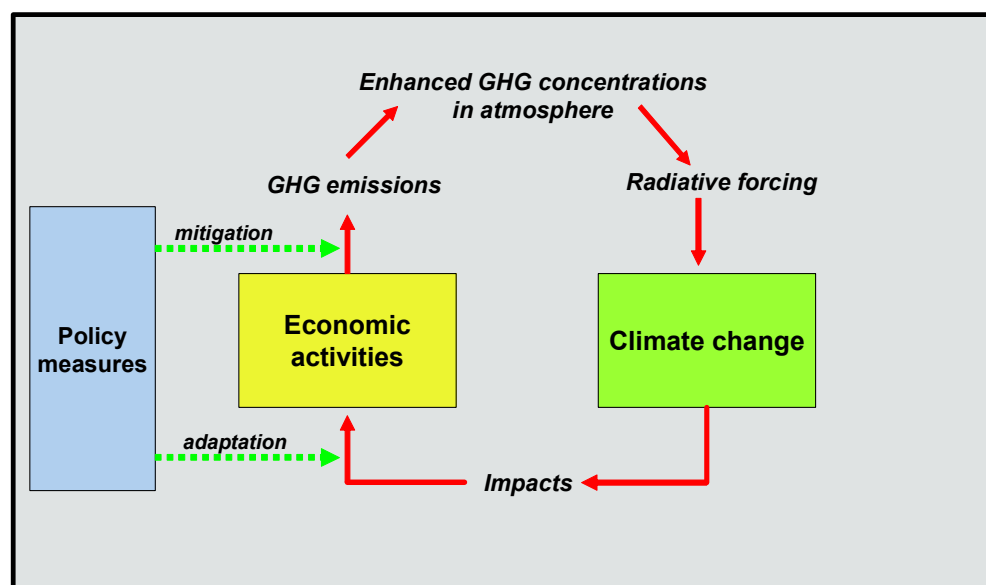 Enhanced GHG concentrations
in atmosphere
GHG emissions
Radiative forcing
mitigation
Policy
measures
Economic
activities
Climate change
adaptation
Impacts